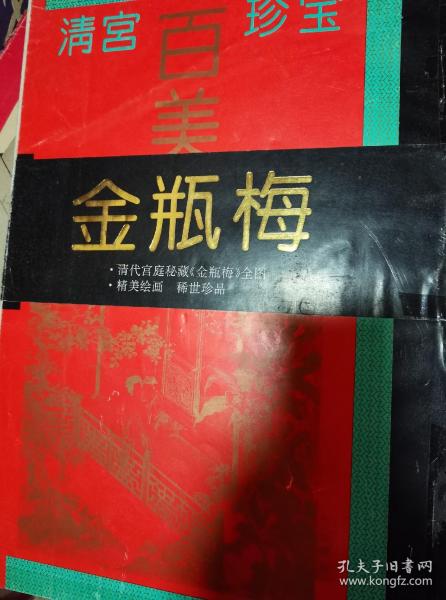 清宮 珍宝
百美
金瓶梅
·清代宫庭秘藏《金瓶梅》全图
·精美绘画 稀世珍品
孔夫子旧书网
www.kongfz.com